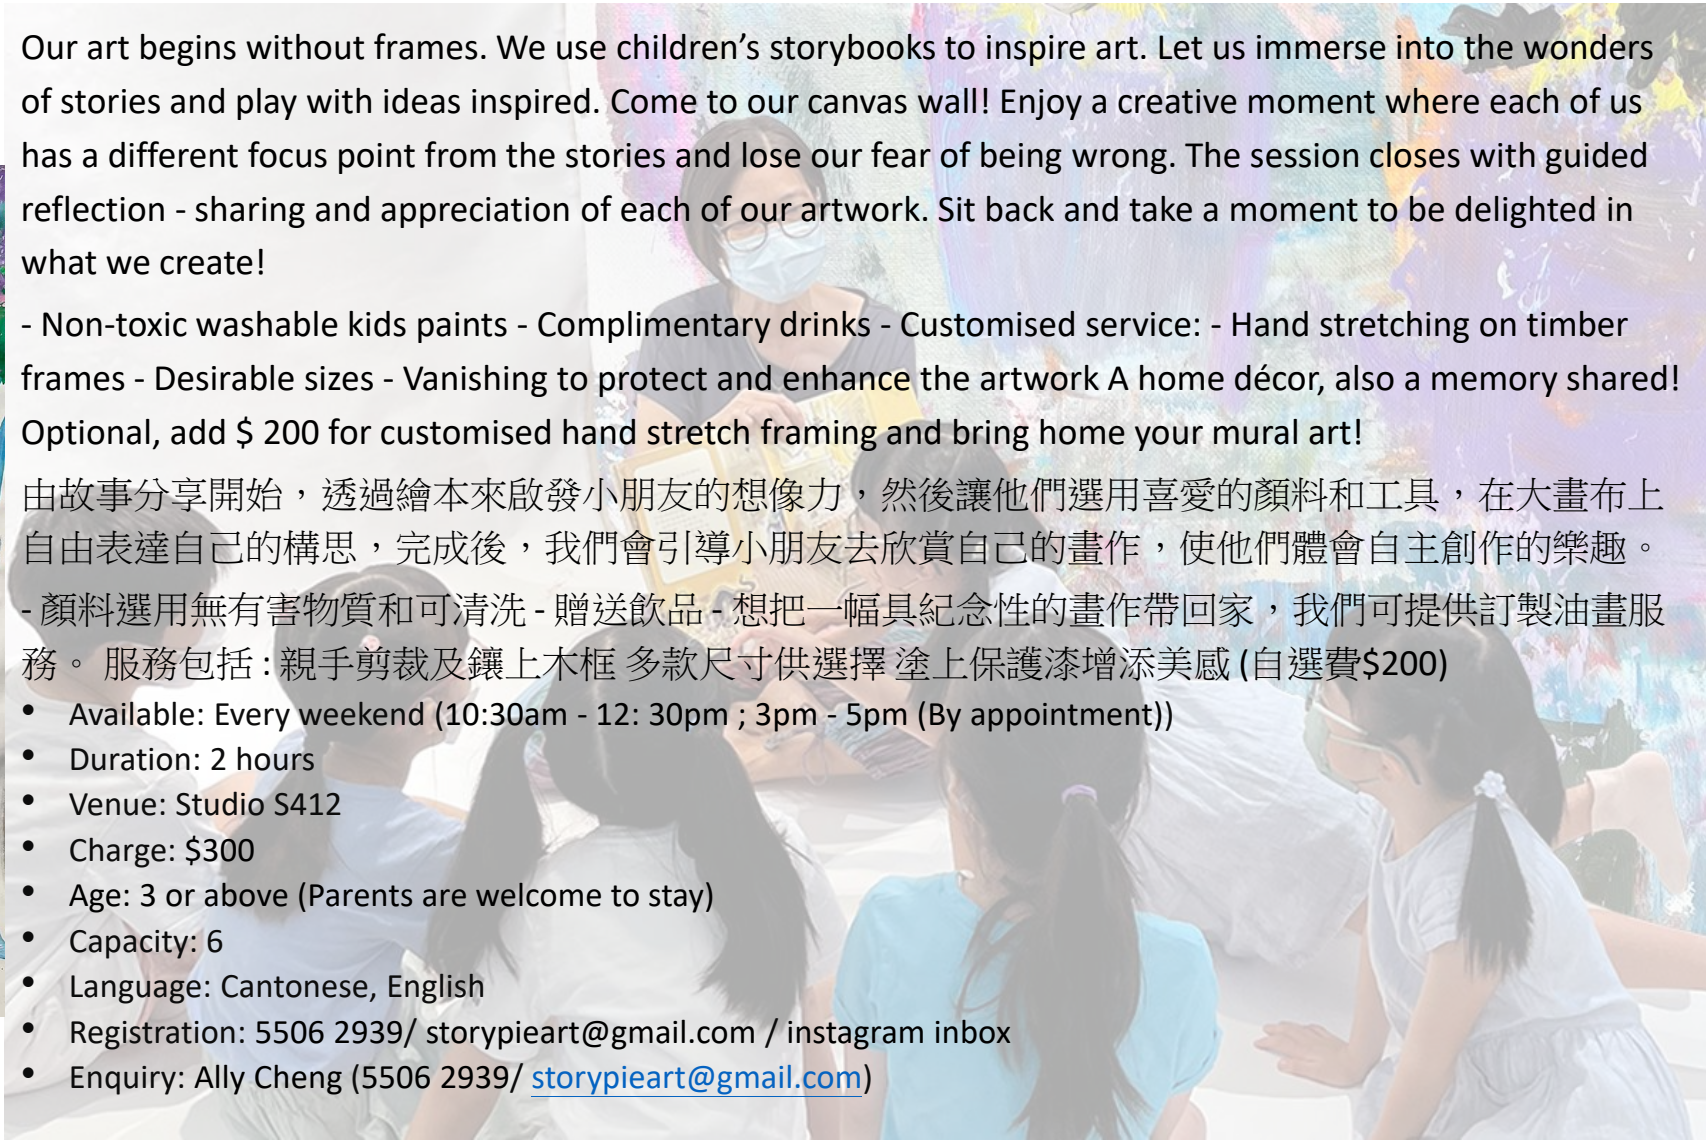 Our art begins without frames. We use children’s storybooks to inspire art. Let us immerse into the wonders
of stories and play with ideas inspired. Come to our canvas wall! Enjoy a creative moment where each of us
has a different focus point from the stories and lose our fear of being wrong. The session closes with guided
reflection - sharing and appreciation of each of our artwork. Sit back and take a moment to be delighted in
what we create!
- Non-toxic washable kids paints - Complimentary drinks - Customised service: - Hand stretching on timber
frames - Desirable sizes - Vanishing to protect and enhance the artwork A home décor, also a memory shared!
Optional, add $ 200 for customised hand stretch framing and bring home your mural art!
由故事分享開始，透過繪本來啟發小朋友的想像力，然後讓他們選用喜愛的顏料和工具，在大畫布上
自由表達自己的構思，完成後，我們會引導小朋友去欣賞自己的畫作，使他們體會自主創作的樂趣。
- 顏料選用無有害物質和可清洗 - 贈送飲品 - 想把一幅具紀念性的畫作帶回家，我們可提供訂製油畫服
務。 服務包括 : 親手剪裁及鑲上木框 多款尺寸供選擇 塗上保護漆增添美感 (自選費$200)
• Available: Every weekend (10:30am - 12: 30pm ; 3pm - 5pm (By appointment))
• Duration: 2 hours
• Venue: Studio S412
• Charge: $300
• Age: 3 or above (Parents are welcome to stay)
• Capacity: 6
• Language: Cantonese, English
• Registration: 5506 2939/ storypieart@gmail.com / instagram inbox
• Enquiry: Ally Cheng (5506 2939/ storypieart@gmail.com)